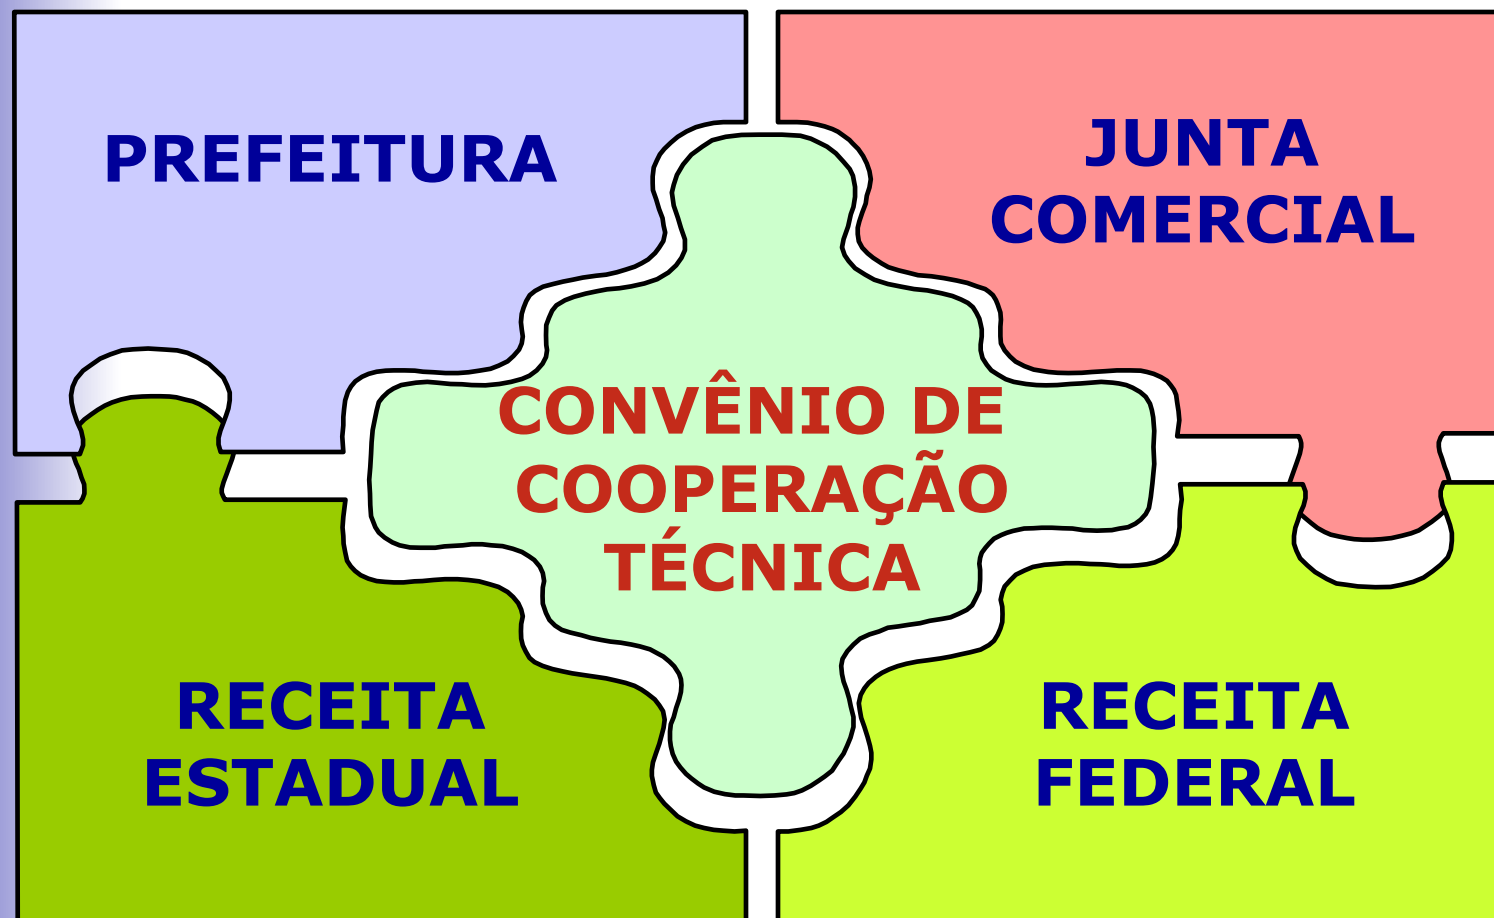 PREFEITURA
JUNTA
COMERCIAL
CONVÊNIO DE
COOPERAÇÃO
TÉCNICA
RECEITA
ESTADUAL
RECEITA
FEDERAL